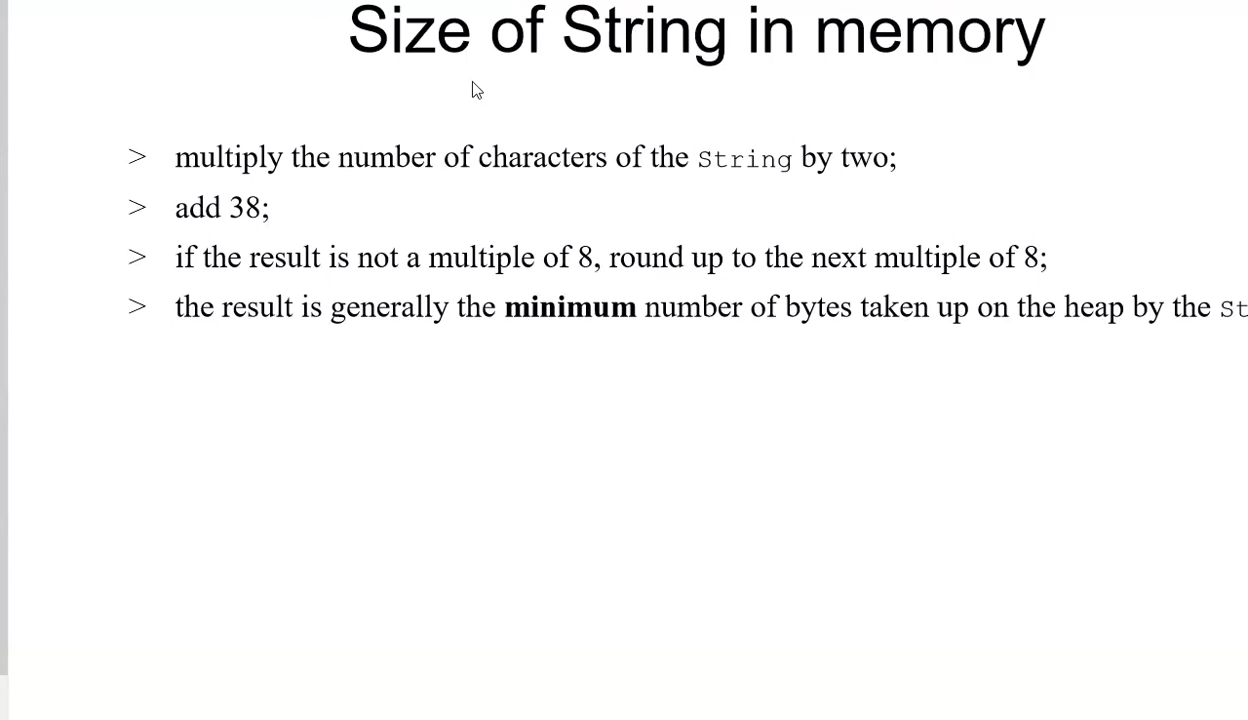 Size of String in memory
> multiply the number of characters of the String by two;
> add 38;
> if the result is not a multiple of 8, round up to the next multiple of 8;
> the result is generally the minimum number of bytes taken up on the heap by the St